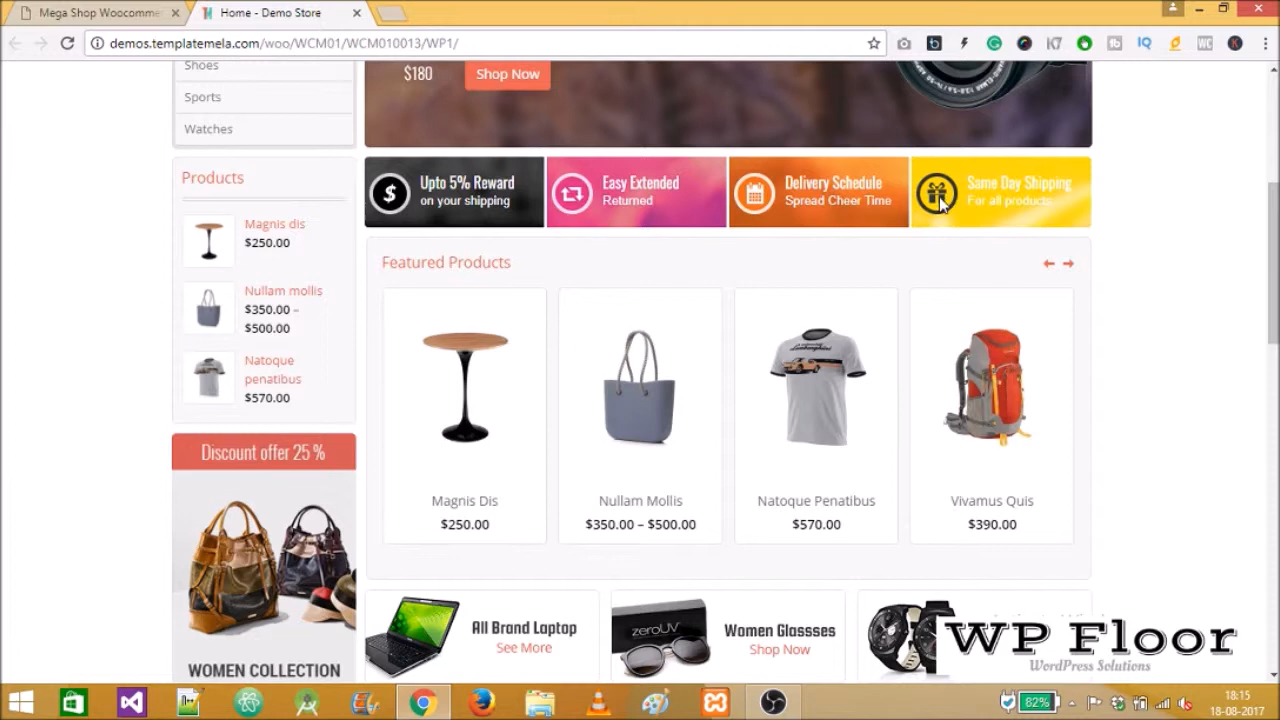 Mega Shop Woocomme
Home - Demo Store
demos.templatemela.com/woo/WCM01/WCM010013/WP1/
Shoes
Sports
Watches
$180
Shop Now
Upto 5% Reward
on your shipping
Easy Extended
Returned
Delivery Schedule
Spread Cheer Time
Same Day Shipping
For all products
Products
Magnis dis
$250.00
Nullam mollis
$350.00 –
$500.00
Natoque
penatibus
$570.00
Featured Products
Magnis Dis
$250.00
Nullam Mollis
$350.00 – $500.00
Natoque Penatibus
$570.00
Vivamus Quis
$390.00
Discount offer 25 %
WOMEN COLLECTION
All Brand Laptop
See More
zeroUV
Women Glassses
Shop Now
WP Floor
WordPress Solutions
82%
18:15
18-08-2017